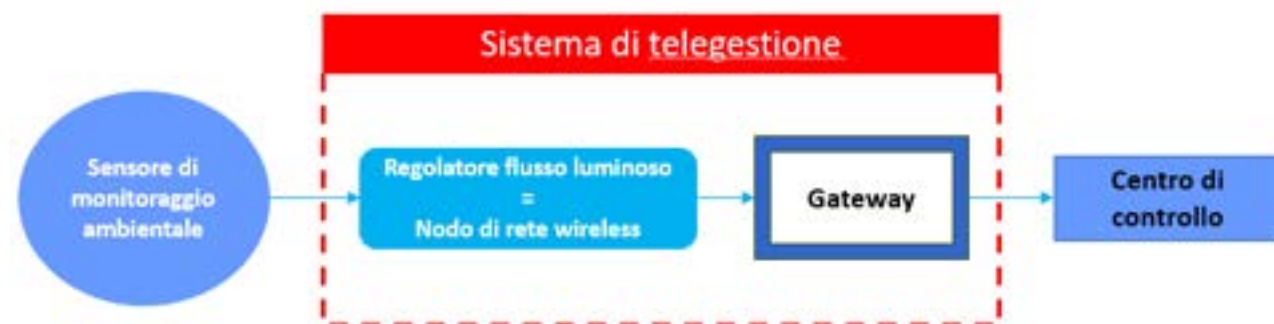 Sistema di telegestione
Sensore di
monitoraggio
ambientale
Regolatore flusso luminoso
=
Nodo di rete wireless
Gateway
Centro di
controllo